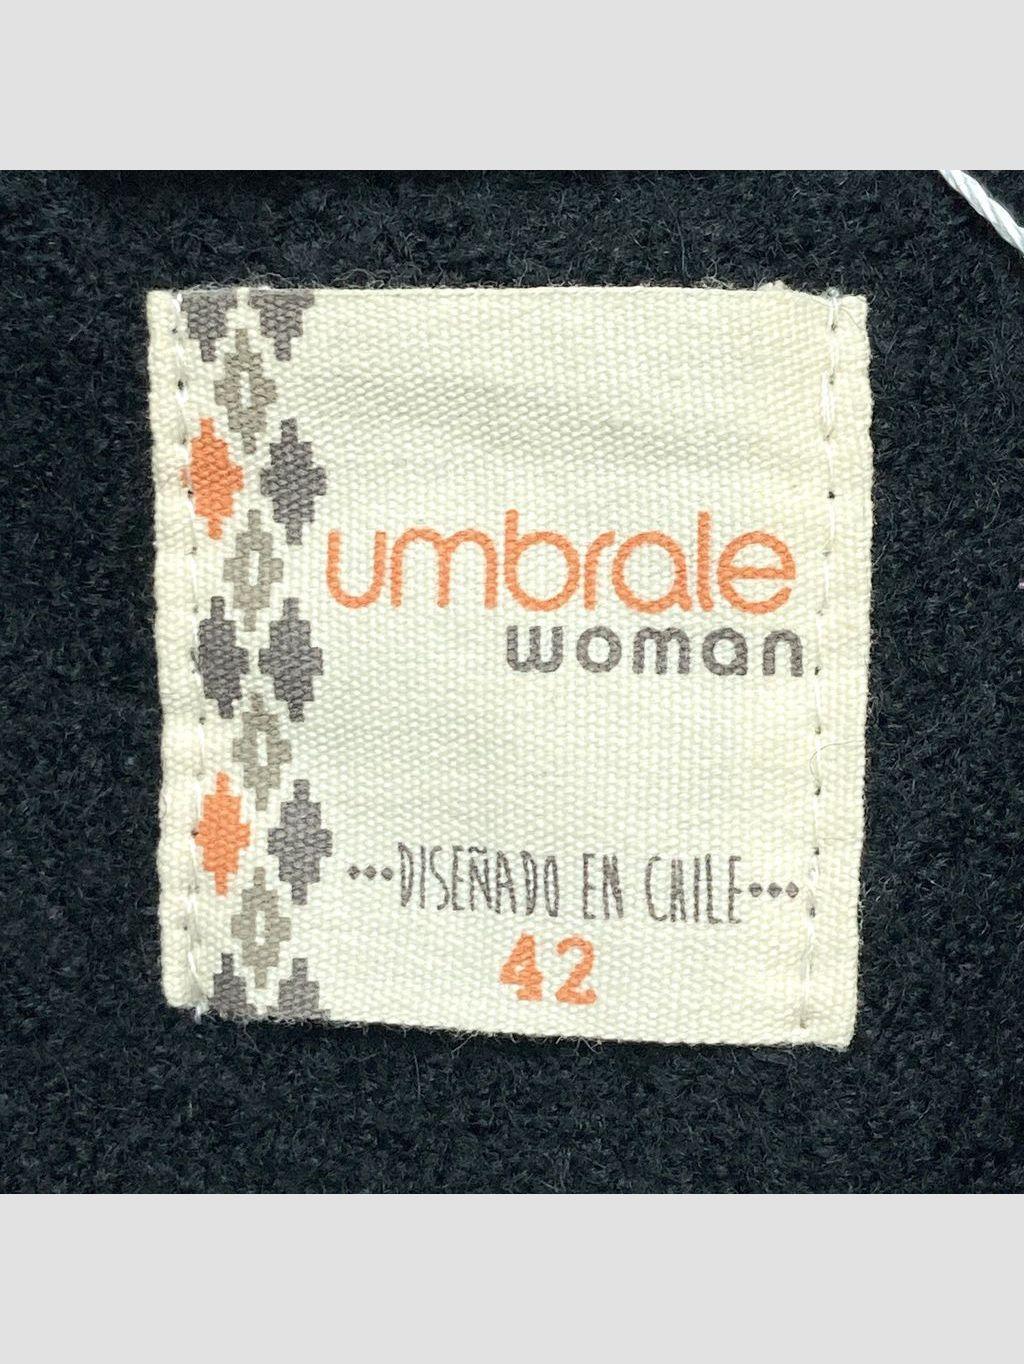 umbrale
woman
•••DISEÑADO EN CHILE•••
42